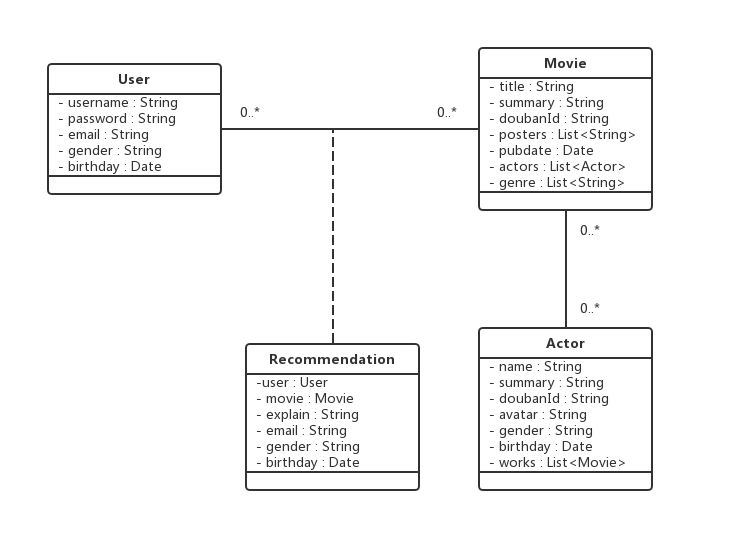 User
- username : String
- password : String
- email : String
- gender : String
- birthday : Date
0..*
0..*
Movie
- title : String
- summary : String
- doubanId : String
- posters : List<String>
- pubdate : Date
- actors : List<Actor>
- genre : List<String>
0..*
0..*
Recommendation
-user : User
- movie : Movie
- explain : String
- email : String
- gender : String
- birthday : Date
Actor
- name : String
- summary : String
- doubanId : String
- avatar : String
- gender : String
- birthday : Date
- works : List<Movie>